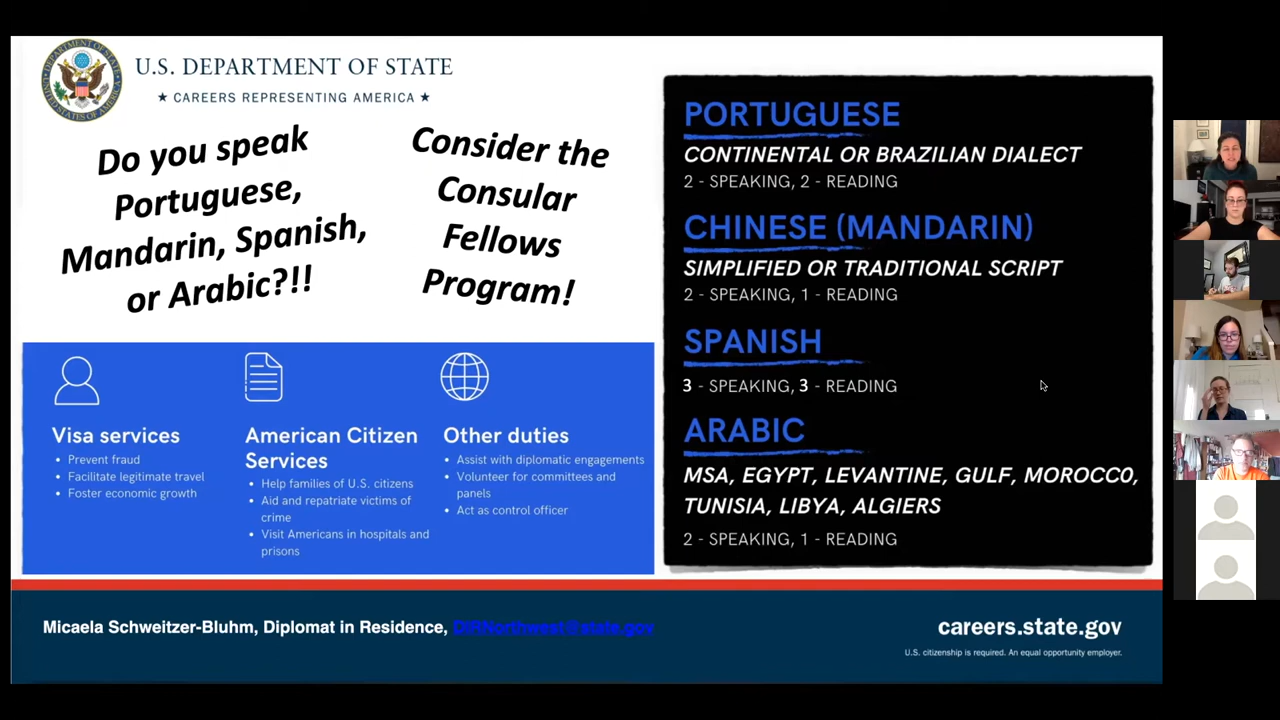 U.S. DEPARTMENT OF STATE
★ CAREERS REPRESENTING AMERICA ★
Do you speak
Portuguese,
Mandarin, Spanish,
or Arabic?!!
Consider the
Consular
Fellows
Program!
Visa services
• Prevent fraud
• Facilitate legitimate travel
• Foster economic growth
American Citizen
Services
• Help families of U.S. citizens
• Aid and repatriate victims of
crime
• Visit Americans in hospitals and
prisons
Other duties
• Assist with diplomatic engagements
• Volunteer for committees and
panels
• Act as control officer
PORTUGUESE
CONTINENTAL OR BRAZILIAN DIALECT
2 - SPEAKING, 2 - READING
CHINESE (MANDARIN)
SIMPLIFIED OR TRADITIONAL SCRIPT
2 - SPEAKING, 1 - READING
SPANISH
3 - SPEAKING, 3 - READING
ARABIC
MSA, EGYPT, LEVANTINE, GULF, MOROCC0,
TUNISIA, LIBYA, ALGIERS
2 - SPEAKING, 1 - READING
Micaela Schweitzer-Bluhm, Diplomat in Residence, DIRNorthwest@state.gov
careers.state.gov
U.S. citizenship is required. An equal opportunity employer.